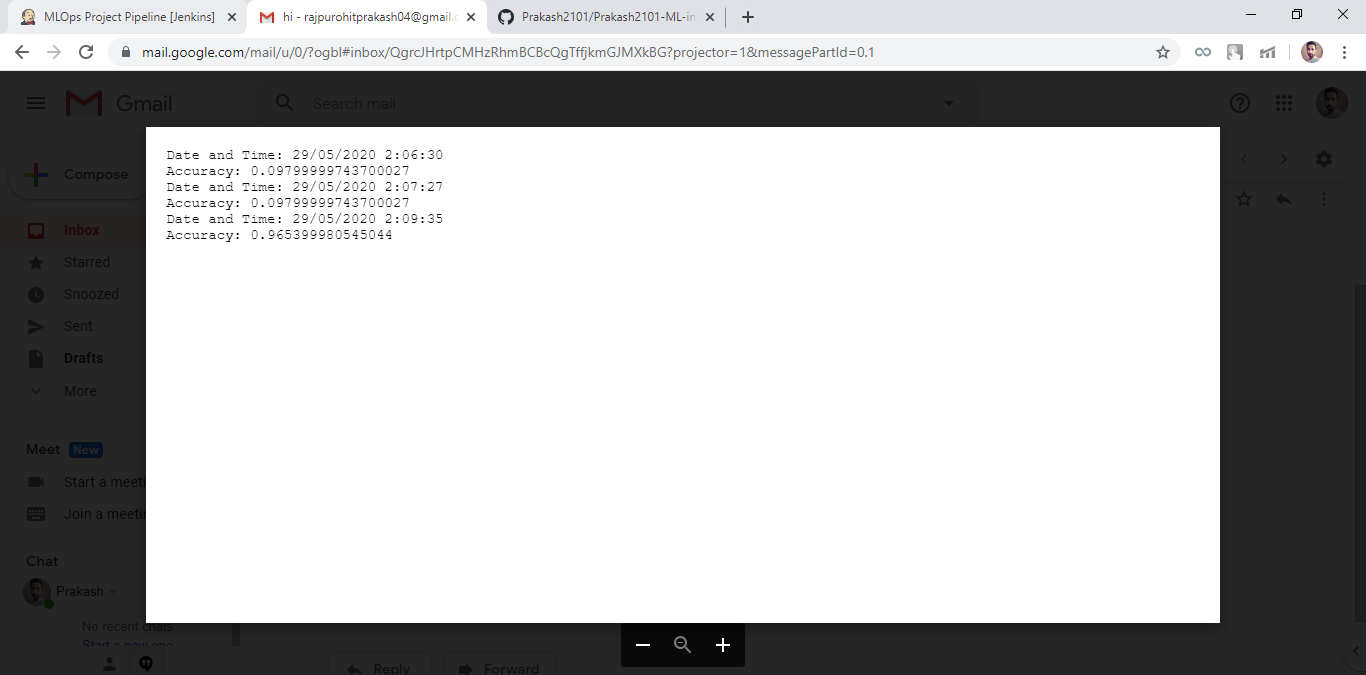 MLOps Project Pipeline [Jenkins]
hi - rajpurohitprakash04@gmail.c
Prakash2101/Prakash2101-ML-in
mail.google.com/mail/u/0/?ogbl#inbox/QgrcJHrtpCMHzRhmBCBcQgTffjkmGJMXkBG?projector=1&messagePartId=0.1
Gmail
Search mail
Compose
Inbox
Starred
Snoozed
Sent
Drafts
More
Meet New
Start a meeti
Join a meetin
Chat
Prakash
No recent chats
Start a new one
Date and Time: 29/05/2020 2:06:30
Accuracy: 0.09799999743700027
Date and Time: 29/05/2020 2:07:27
Accuracy: 0.09799999743700027
Date and Time: 29/05/2020 2:09:35
Accuracy: 0.965399980545044
Reply
Forward